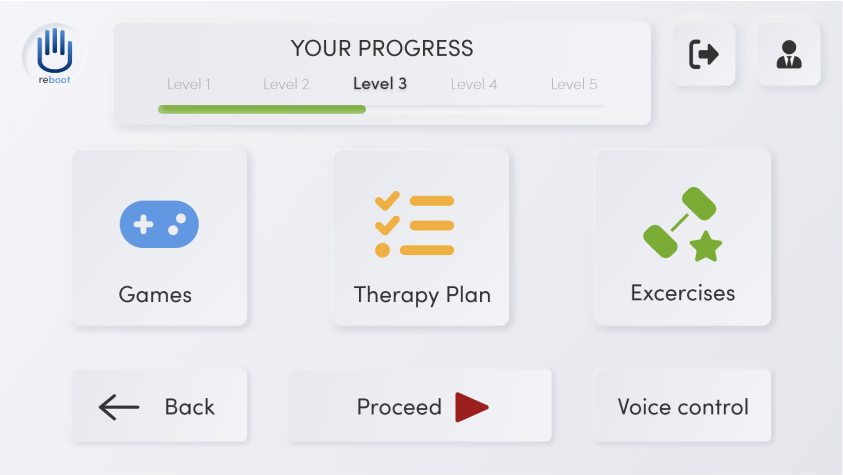 YOUR PROGRESS
reboot
Level 1 Level 2 Level 3 Level 4 Level 5
Games
Therapy Plan
Excercises
Back
Proceed
Voice control